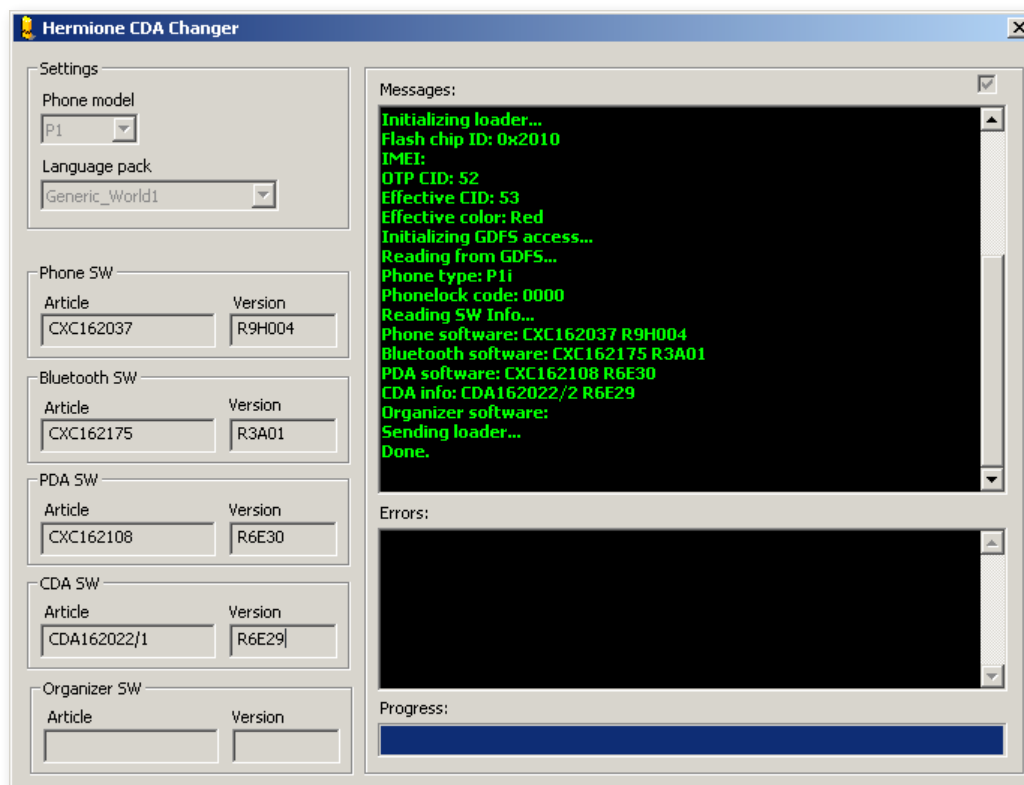 Hermione CDA Changer
Settings
Phone model
P1
Language pack
Generic_World1
Phone SW
Article Version
CXC162037 R9H004
Bluetooth SW
Article Version
CXC162175 R3A01
PDA SW
Article Version
CXC162108 R6E30
CDA SW
Article Version
CDA162022/1 R6E29
Organizer SW
Article Version
Messages:
Initializing loader...
Flash chip ID: 0x2010
IMEI:
OTP CID: 52
Effective CID: 53
Effective color: Red
Initializing GDFS access...
Reading from GDFS...
Phone type: P1i
Phonelock code: 0000
Reading SW Info...
Phone software: CXC162037 R9H004
Bluetooth software: CXC162175 R3A01
PDA software: CXC162108 R6E30
CDA info: CDA162022/2 R6E29
Organizer software:
Sending loader...
Done.
Errors:
Progress: